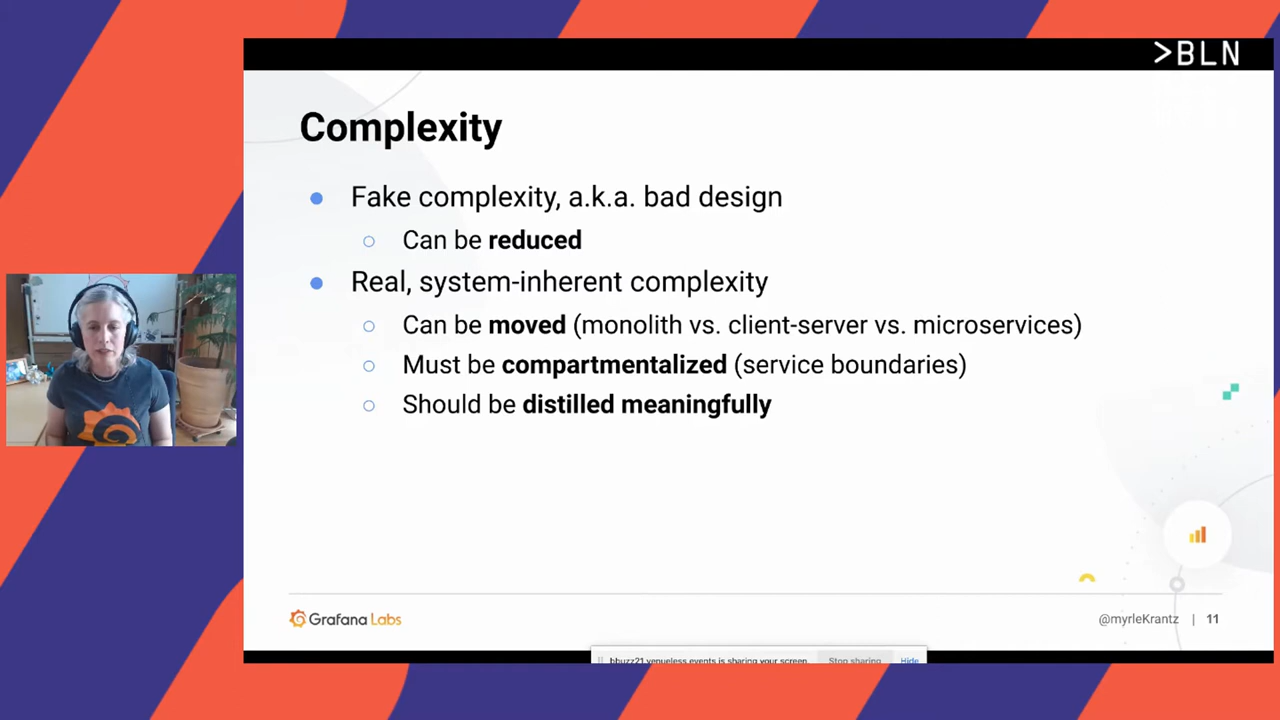 >BLN
Complexity
Fake complexity, a.k.a. bad design
Can be reduced
Real, system-inherent complexity
Can be moved (monolith vs. client-server vs. microservices)
Must be compartmentalized (service boundaries)
Should be distilled meaningfully
Grafana Labs
@myrleKrantz | 11
bbuzz21.venueless.events is sharing your screen. Stop sharing Hide